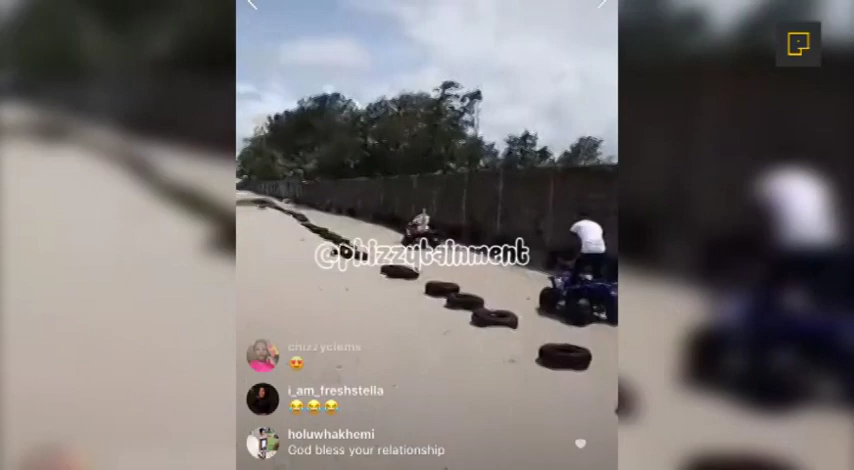 @phIzzytainment
chizzyclems
😍
i_am_freshstella
😂😂😂
holuwhakhemi
God bless your relationship